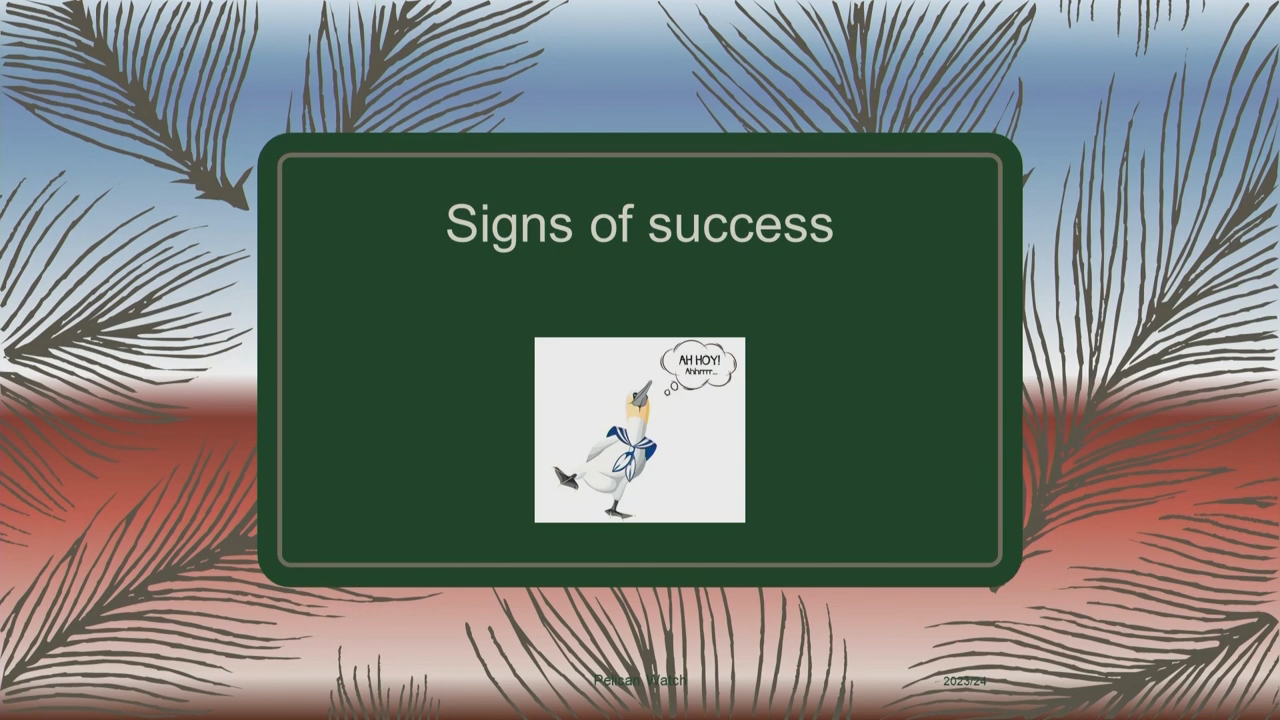 Signs of success
AH HOY!
Ahhrrrr...
Pelican Watch
2023/24